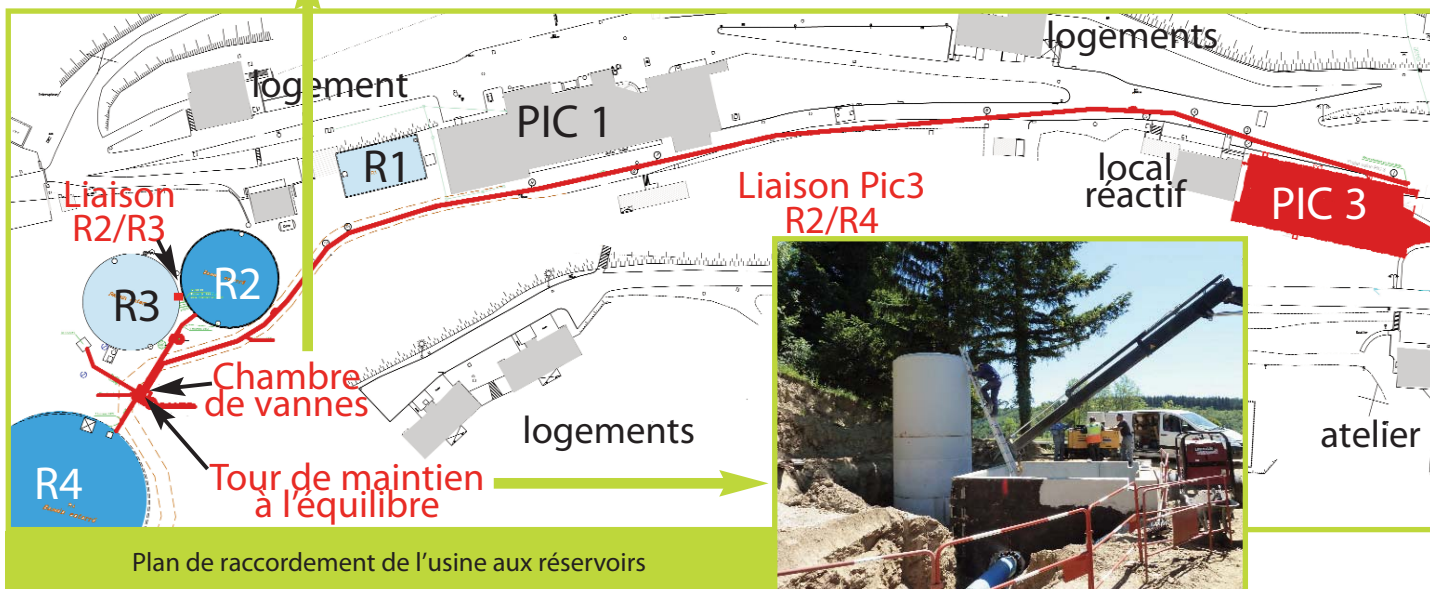 logement
logements
PIC 1
R1
Liaison
R2/R3
local
réactif
Liaison Pic3
R2/R4
PIC 3
R2
R3
Chambre
de vannes
logements
atelier
R4
Tour de maintien
à l'équilibre
Plan de raccordement de l'usine aux réservoirs